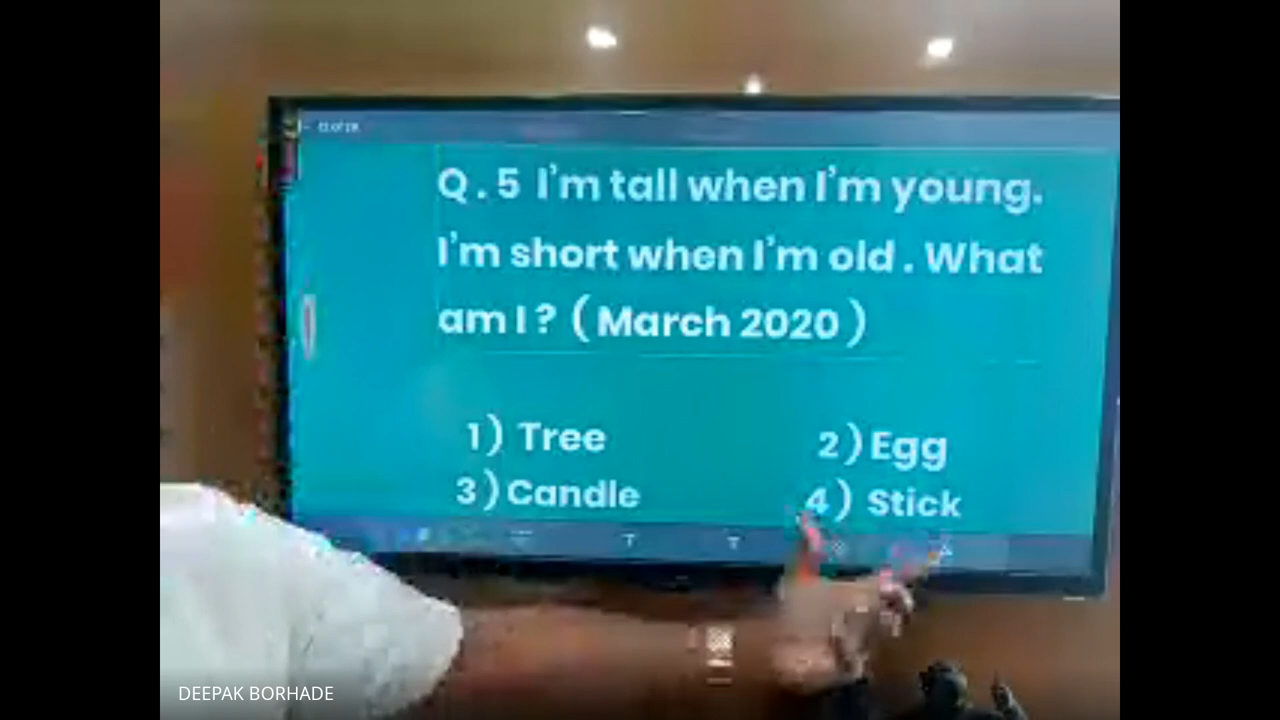 Q . 5 I'm tall when I'm young.
I'm short when I'm old . What
am I ? ( March 2020 )
1 ) Tree
2 ) Egg
3 ) Candle
4 ) Stick
DEEPAK BORHADE